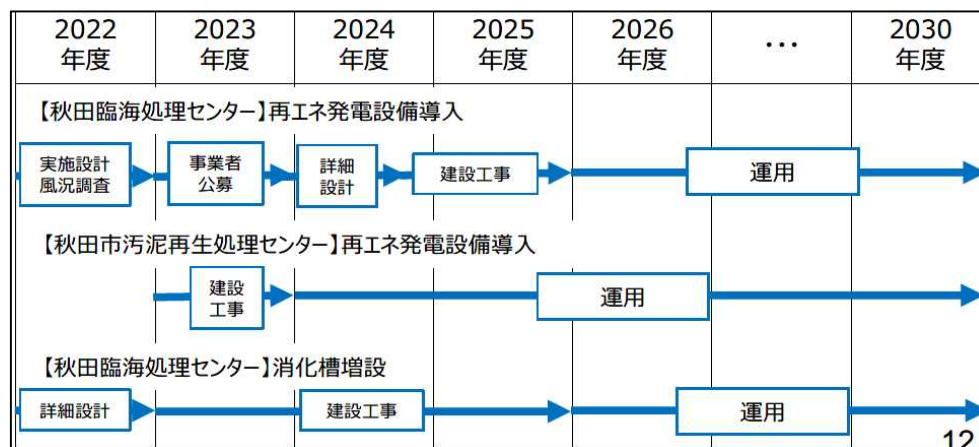 2022
年度
2023
年度
2024
年度
2025
年度
2026
年度
…
2030
年度
【秋田臨海処理センター】再エネ発電設備導入
実施設計
風況調査
事業者
公募
詳細
設計
建設工事
運用
【秋田市汚泥再生処理センター】再エネ発電設備導入
建設
工事
運用
【秋田臨海処理センター】消化槽増設
詳細設計
建設工事
運用
12